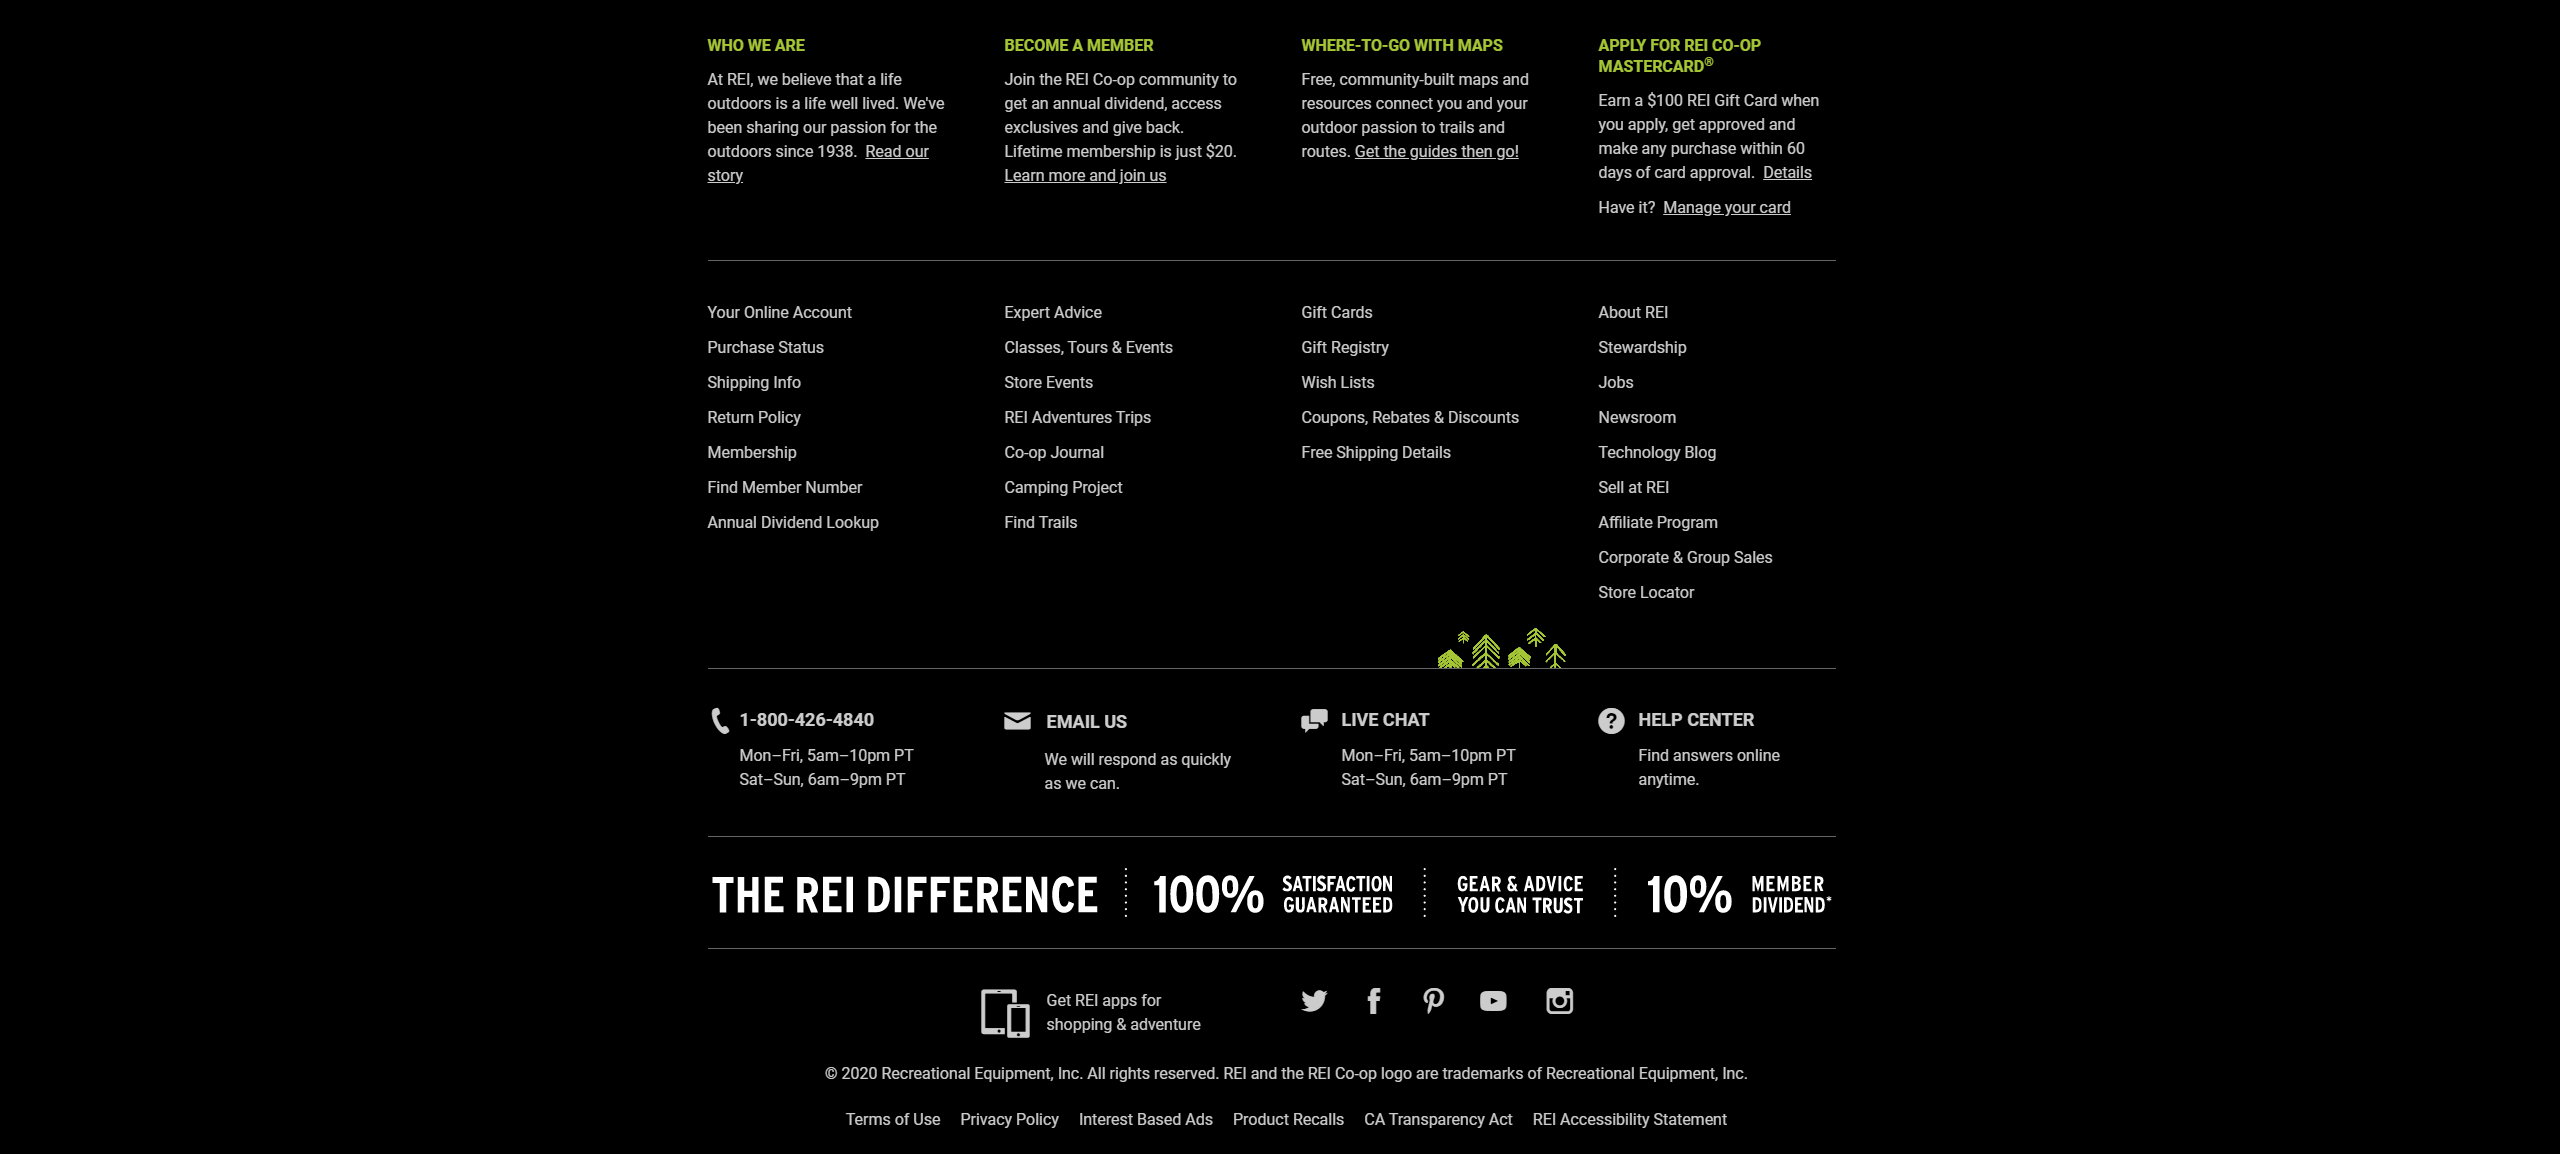 WHO WE ARE
At REI, we believe that a life
outdoors is a life well lived. We've
been sharing our passion for the
outdoors since 1938. Read our
story
BECOME A MEMBER
Join the REI Co-op community to
get an annual dividend, access
exclusives and give back.
Lifetime membership is just $20.
Learn more and join us
WHERE-TO-GO WITH MAPS
Free, community-built maps and
resources connect you and your
outdoor passion to trails and
routes. Get the guides then go!
APPLY FOR REI CO-OP
MASTERCARD®
Earn a $100 REI Gift Card when
you apply, get approved and
make any purchase within 60
days of card approval. Details
Have it? Manage your card
Your Online Account
Purchase Status
Shipping Info
Return Policy
Membership
Find Member Number
Annual Dividend Lookup
Expert Advice
Classes, Tours & Events
Store Events
REI Adventures Trips
Co-op Journal
Camping Project
Find Trails
Gift Cards
Gift Registry
Wish Lists
Coupons, Rebates & Discounts
Free Shipping Details
About REI
Stewardship
Jobs
Newsroom
Technology Blog
Sell at REI
Affiliate Program
Corporate & Group Sales
Store Locator
1-800-426-4840
Mon–Fri, 5am–10pm PT
Sat–Sun, 6am–9pm PT
EMAIL US
We will respond as quickly
as we can.
LIVE CHAT
Mon–Fri, 5am–10pm PT
Sat–Sun, 6am–9pm PT
HELP CENTER
Find answers online
anytime.
THE REI DIFFERENCE
100% SATISFACTION
GUARANTEED
GEAR & ADVICE
YOU CAN TRUST
10% MEMBER
DIVIDEND*
Get REI apps for
shopping & adventure
© 2020 Recreational Equipment, Inc. All rights reserved. REI and the REI Co-op logo are trademarks of Recreational Equipment, Inc.
Terms of Use Privacy Policy Interest Based Ads Product Recalls CA Transparency Act REI Accessibility Statement